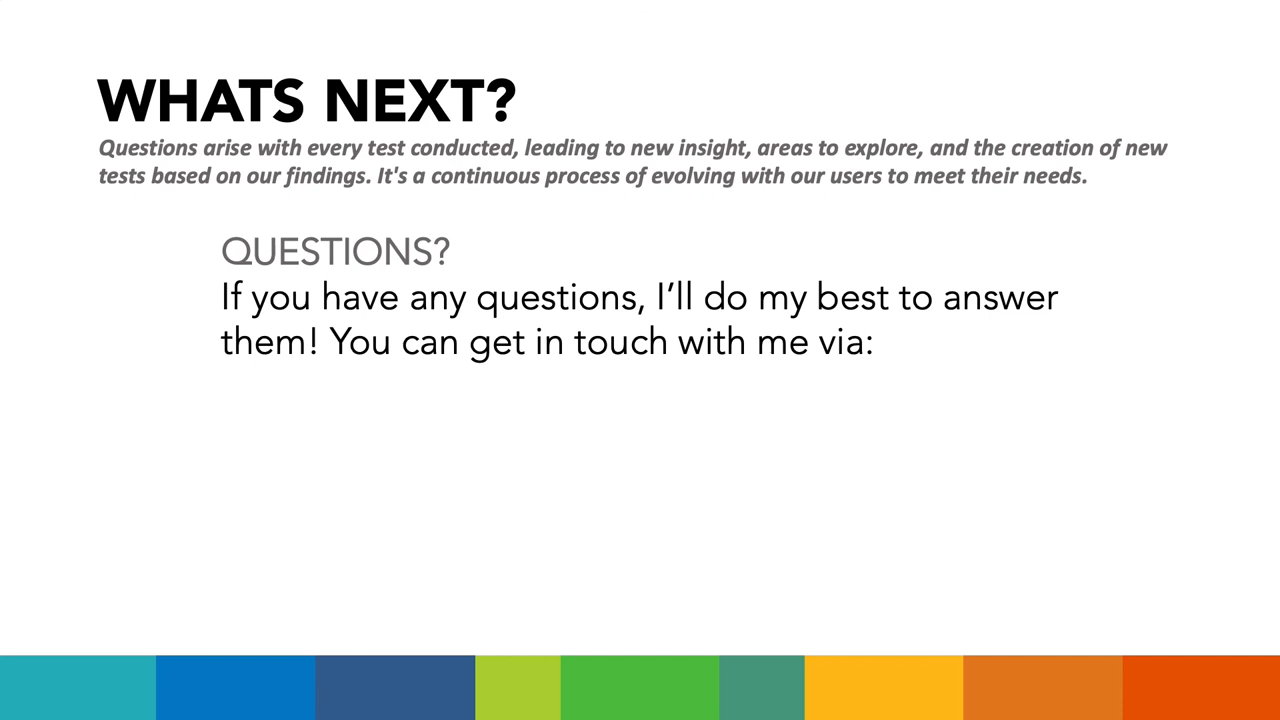 WHATS NEXT?
Questions arise with every test conducted, leading to new insight, areas to explore, and the creation of new
tests based on our findings. It's a continuous process of evolving with our users to meet their needs.
QUESTIONS?
If you have any questions, I’ll do my best to answer
them! You can get in touch with me via: